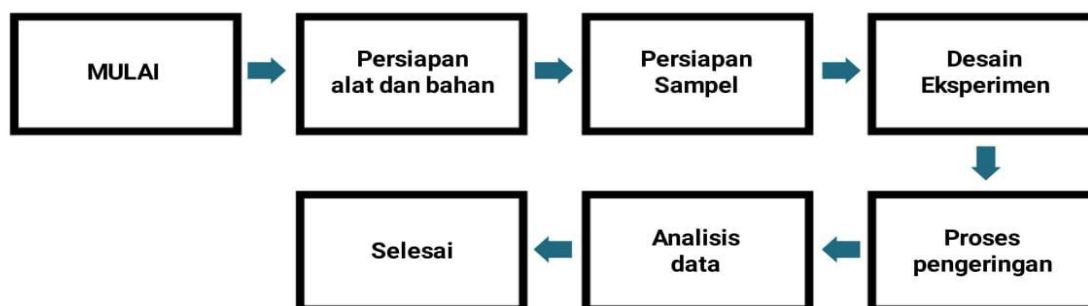 MULAI
Persiapan
alat dan bahan
Persiapan
Sampel
Desain
Eksperimen
Proses
pengeringan
Analisis
data
Selesai